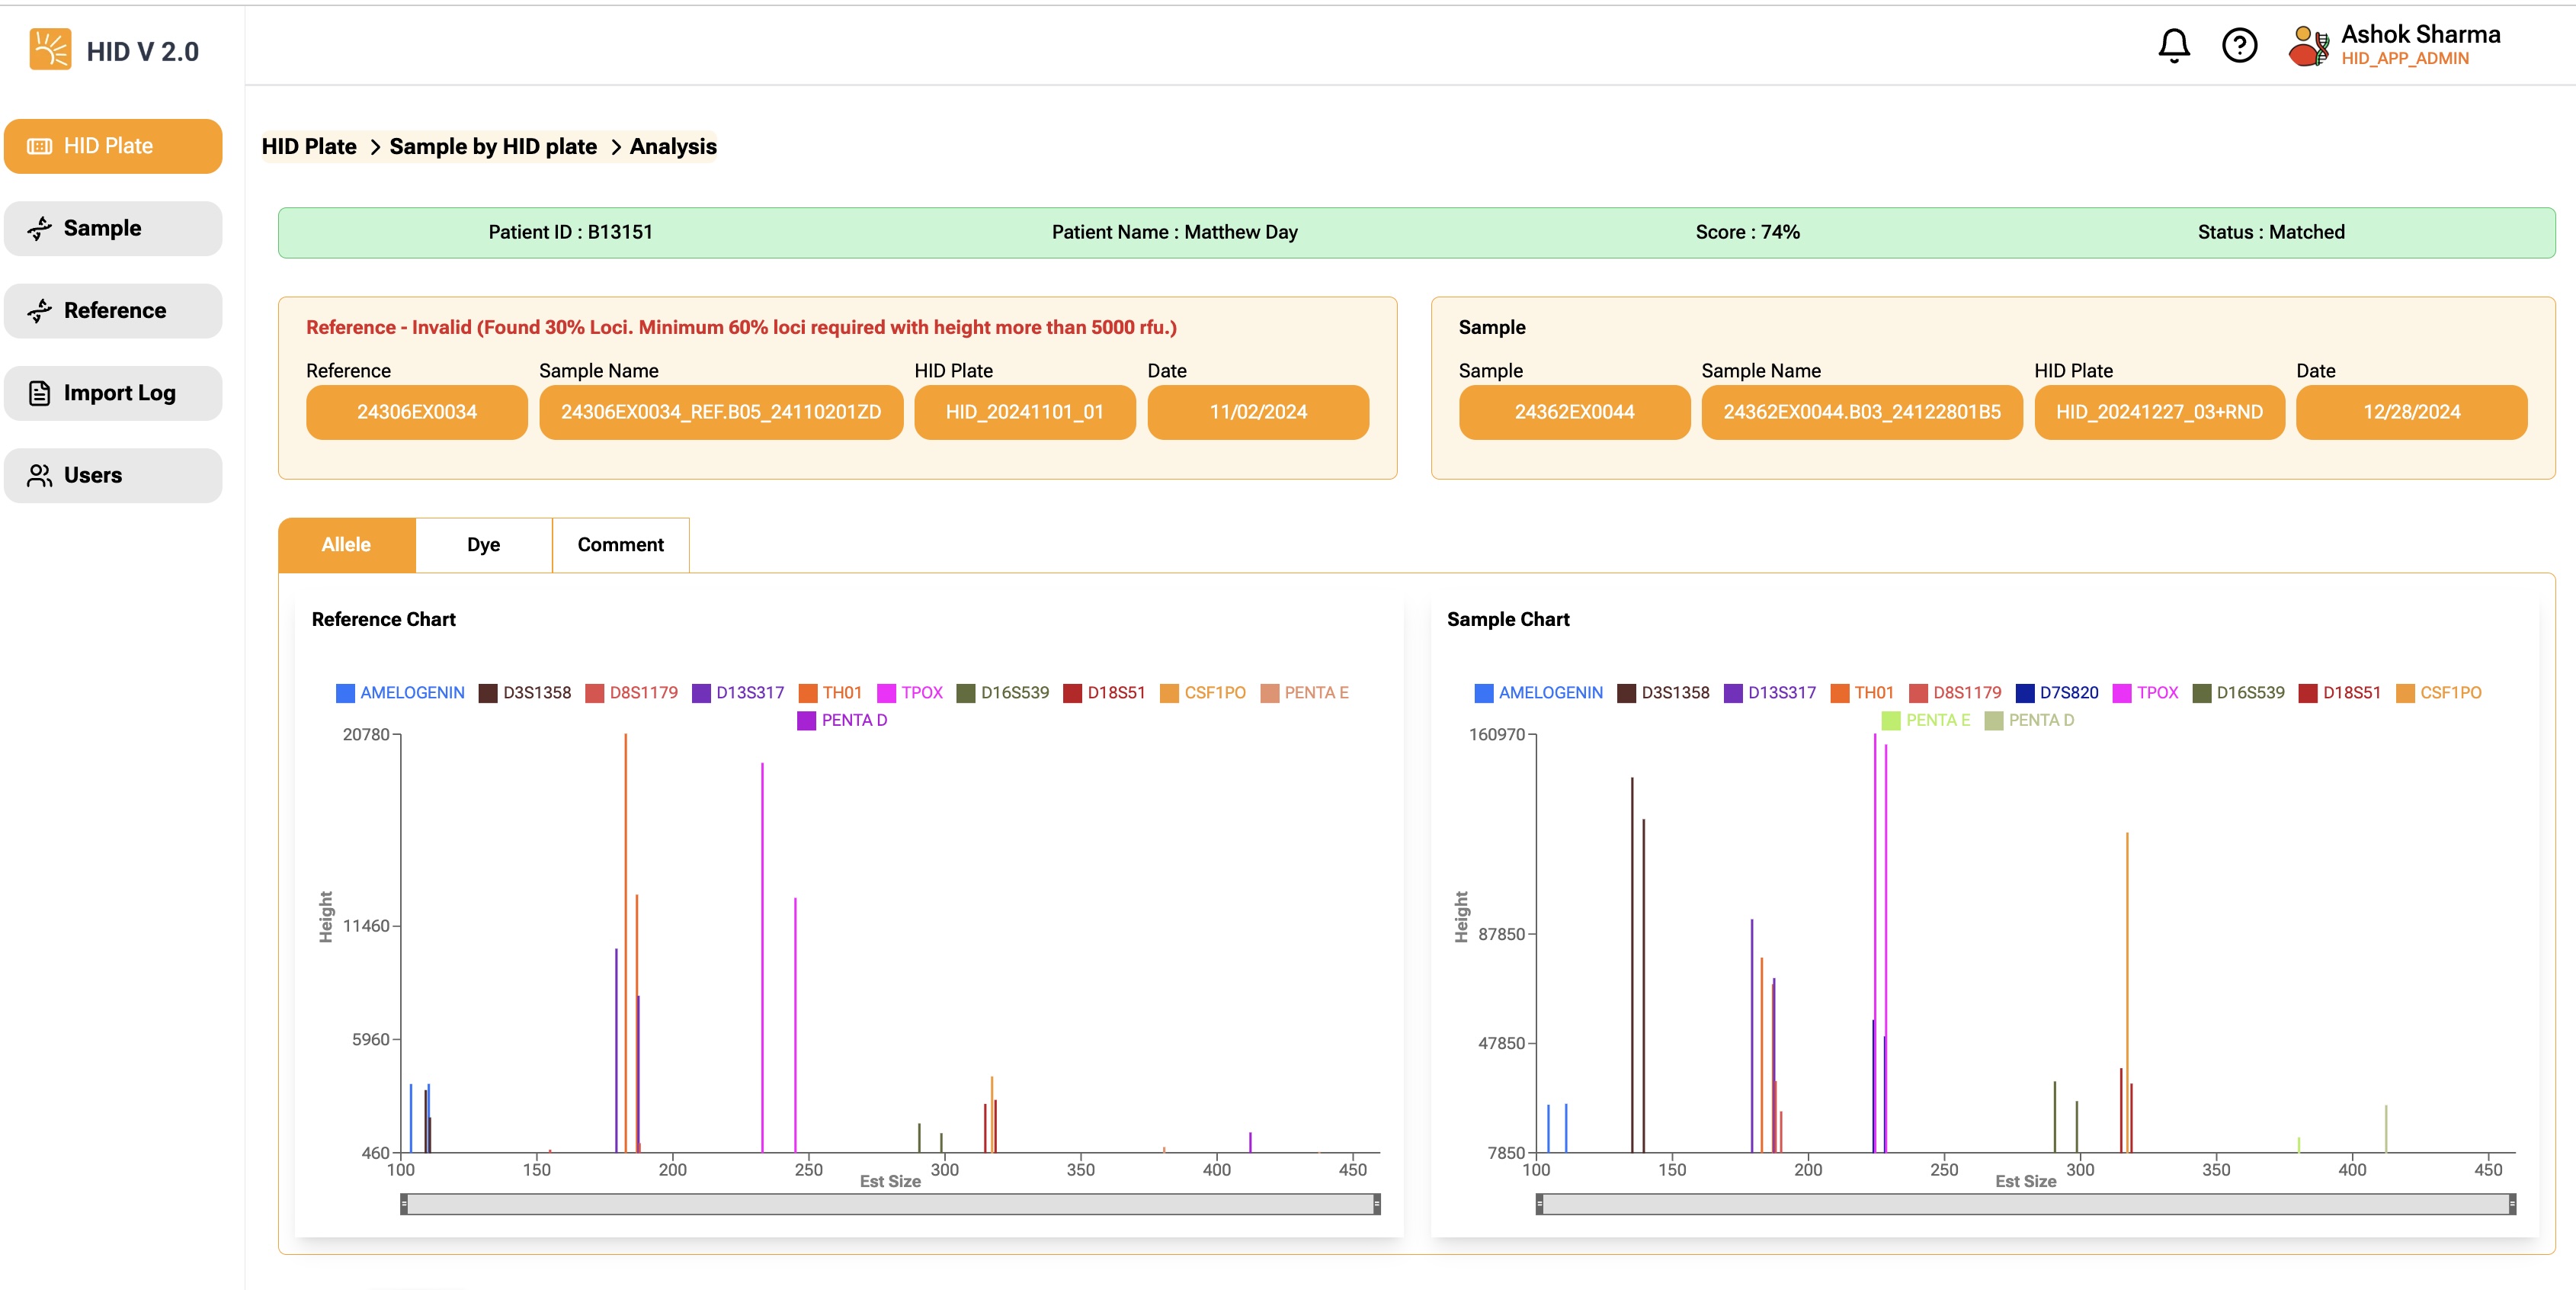 HID V 2.0
Ashok Sharma
HID_APP_ADMIN
HID Plate
Sample
Reference
Import Log
Users
HID Plate > Sample by HID plate > Analysis
Patient ID : B13151 Patient Name : Matthew Day Score : 74% Status : Matched
Reference - Invalid (Found 30% Loci. Minimum 60% loci required with height more than 5000 rfu.)
Reference Sample Name HID Plate Date
24306EX0034 24306EX0034_REF.B05_24110201ZD HID_20241101_01 11/02/2024
Sample
Sample Sample Name HID Plate Date
24362EX0044 24362EX0044.B03_24122801B5 HID_20241227_03+RND 12/28/2024
Allele Dye Comment
Reference Chart
AMELOGENIN D3S1358 D8S1179 D13S317 TH01 TPOX D16S539 D18S51 CSF1PO PENTA E
PENTA D
20780
11460
5960
460
Height
100 150 200 250 300 350 400 450
Est Size
Sample Chart
AMELOGENIN D3S1358 D13S317 TH01 D8S1179 D7S820 TPOX D16S539 D18S51 CSF1PO
PENTA E PENTA D
160970
87850
47850
7850
Height
100 150 200 250 300 350 400 450
Est Size